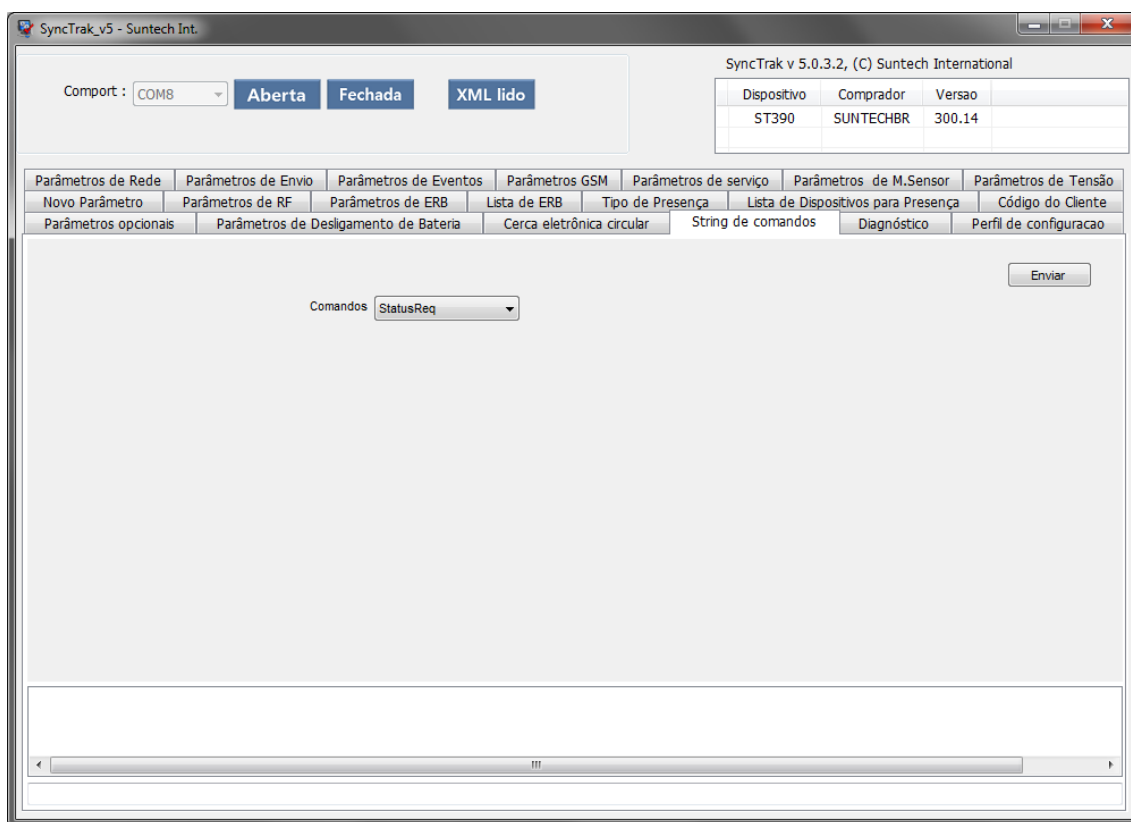 SyncTrak_v5 - Suntech Int.
SyncTrak v 5.0.3.2, (C) Suntech International
Comport : COM8 Aberta Fechada XML lido
Dispositivo Comprador Versao
ST390 SUNTECHBR 300.14
Parâmetros de Rede Parâmetros de Envio Parâmetros de Eventos Parâmetros GSM Parâmetros de serviço Parâmetros de M.Sensor Parâmetros de Tensão
Novo Parâmetro Parâmetros de RF Parâmetros de ERB Lista de ERB Tipo de Presença Lista de Dispositivos para Presença Código do Cliente
Parâmetros opcionais Parâmetros de Desligamento de Bateria Cerca eletrônica circular String de comandos Diagnóstico Perfil de configuracao
Enviar
Comandos StatusReq